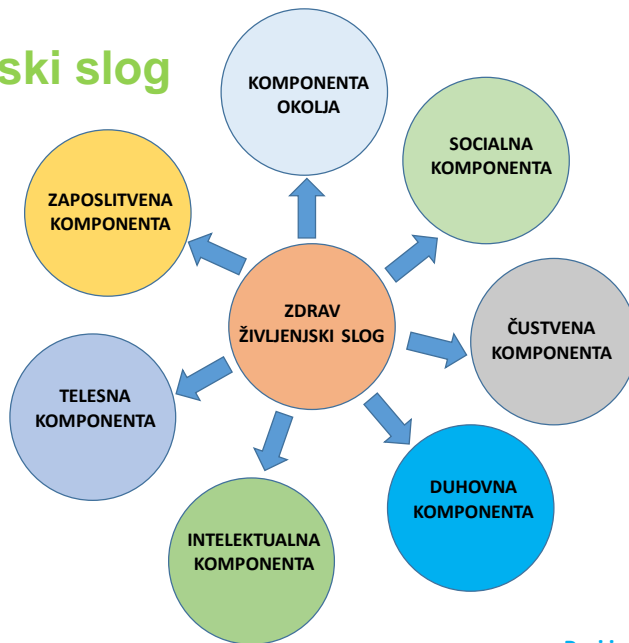 ski slog
KOMPONENTA
OKOLJA
SOCIALNA
KOMPONENTA
ZAPOSLITVENA
KOMPONENTA
ZDRAV
ŽIVLJENJSKI SLOG
ČUSTVENA
KOMPONENTA
TELESNA
KOMPONENTA
DUHOVNA
KOMPONENTA
INTELEKTUALNA
KOMPONENTA